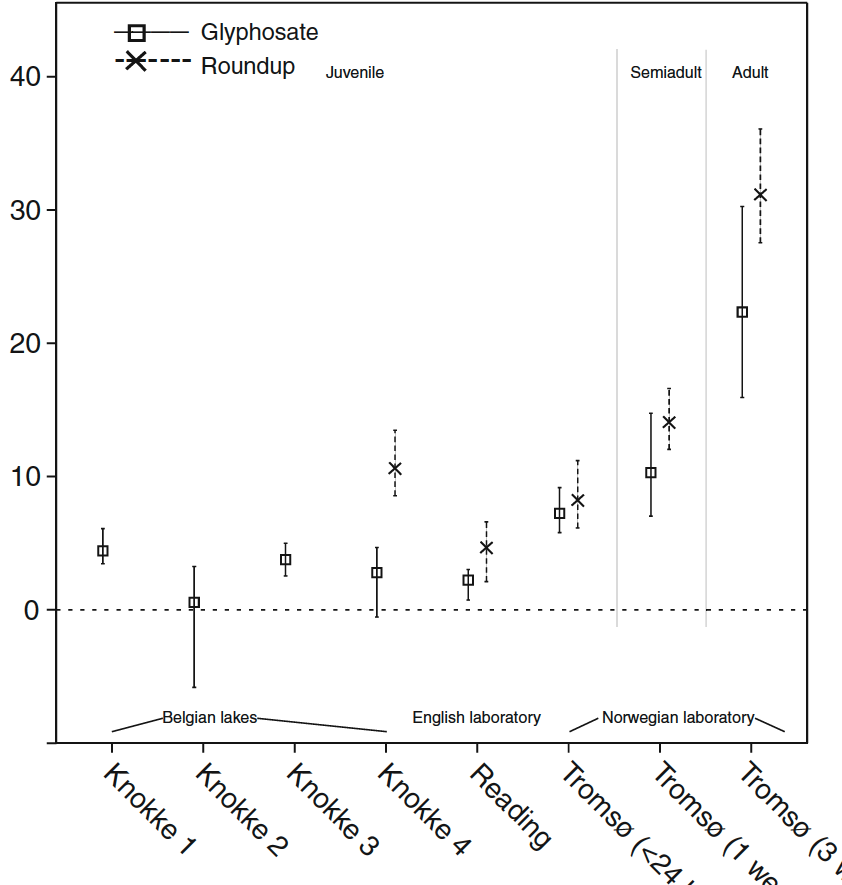 Glyphosate
Roundup
Juvenile
Semiadult
Adult
40
30
20
10
0
Belgian lakes
English laboratory
Norwegian laboratory
Knokke 1
Knokke 2
Knokke 3
Knokke 4
Reading
Tromsø (<24
Tromsø (1 we
Tromsø (3